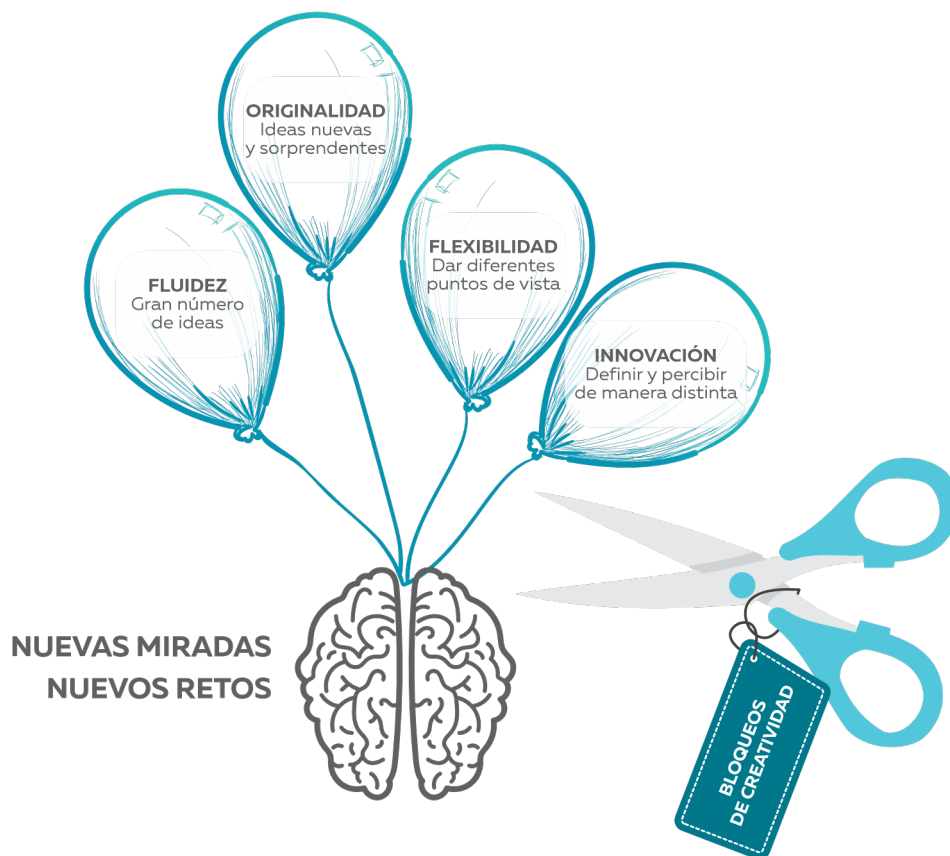 ORIGINALIDAD
Ideas nuevas
y sorprendentes
FLEXIBILIDAD
Dar diferentes
puntos de vista
FLUIDEZ
Gran número
de ideas
INNOVACIÓN
Definir y percibir
de manera distinta
NUEVAS MIRADAS
NUEVOS RETOS
BLOQUEOS
DE CREATIVIDAD